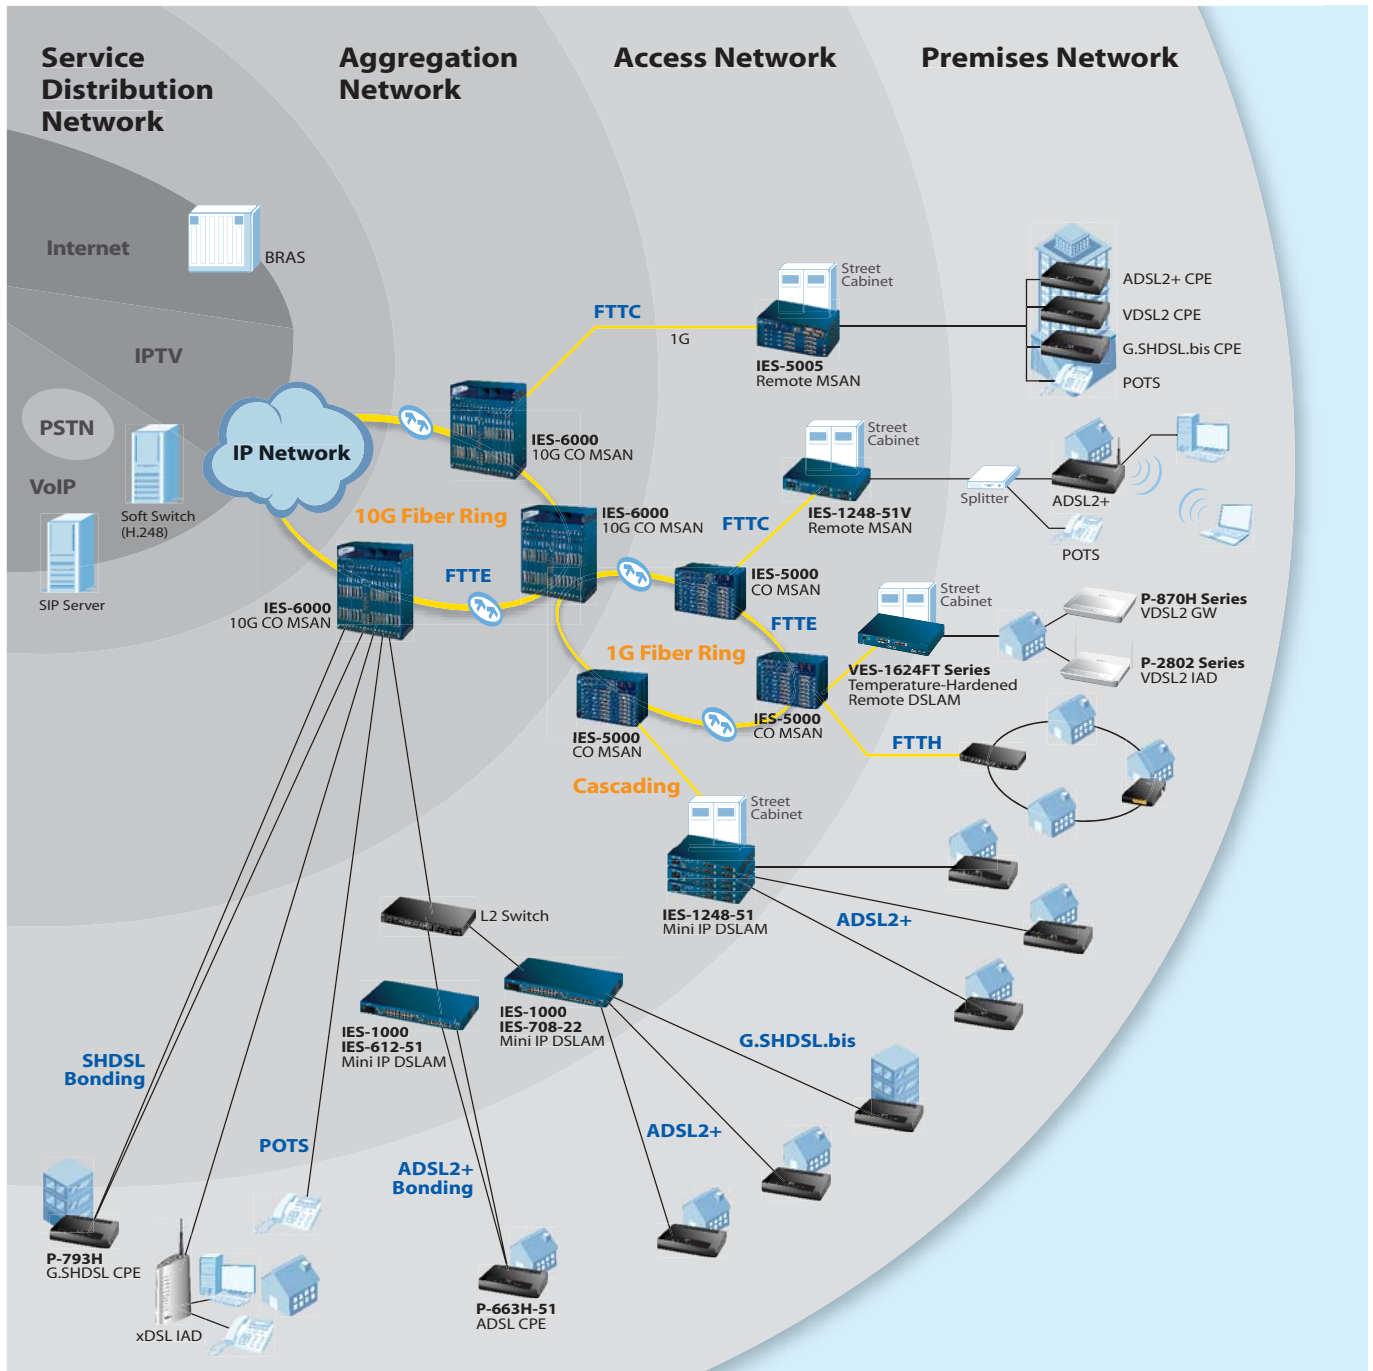 Service
Distribution
Network
Aggregation
Network
Access Network
Premises Network
Internet
BRAS
IPTV
PSTN
VoIP
Soft Switch
(H.248)
SIP Server
IP Network
FTTC
1G
Street
Cabinet
IES-5005
Remote MSAN
ADSL2+ CPE
VDSL2 CPE
G.SHDSL.bis CPE
POTS
IES-6000
10G CO MSAN
10G Fiber Ring
IES-6000
10G CO MSAN
FTTE
IES-6000
10G CO MSAN
Street
Cabinet
IES-1248-51V
Remote MSAN
FTTC
Splitter
ADSL2+
POTS
IES-5000
CO MSAN
FTTE
1G Fiber Ring
Street
Cabinet
VES-1624FT Series
Temperature-Hardened
Remote DSLAM
P-870H Series
VDSL2 GW
P-2802 Series
VDSL2 IAD
IES-5000
CO MSAN
IES-5000
CO MSAN
FTTH
Cascading
Street
Cabinet
IES-1248-51
Mini IP DSLAM
ADSL2+
L2 Switch
IES-1000
IES-612-51
Mini IP DSLAM
IES-1000
IES-708-22
Mini IP DSLAM
G.SHDSL.bis
SHDSL
Bonding
POTS
ADSL2+
Bonding
ADSL2+
P-793H
G.SHDSL CPE
xDSL IAD
P-663H-51
ADSL CPE